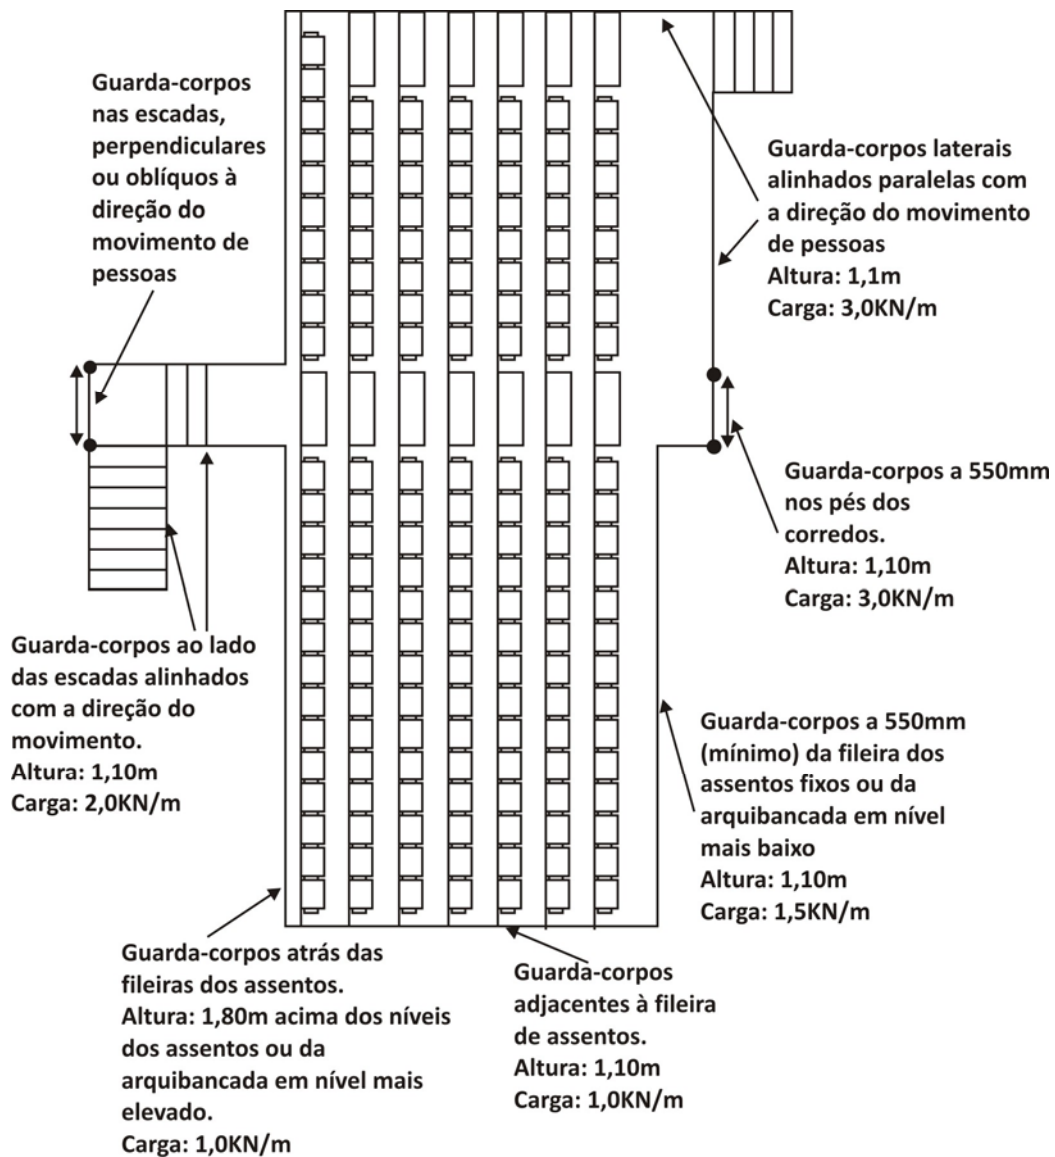 Guarda-corpos
nas escadas,
perpendiculares
ou oblíquos à
direção do
movimento de
pessoas
Guarda-corpos laterais
alinhados paralelas com
a direção do movimento
de pessoas
Altura: 1,1m
Carga: 3,0KN/m
Guarda-corpos a 550mm
nos pés dos
corredos.
Altura: 1,10m
Carga: 3,0KN/m
Guarda-corpos ao lado
das escadas alinhados
com a direção do
movimento.
Altura: 1,10m
Carga: 2,0KN/m
Guarda-corpos a 550mm
(mínimo) da fileira dos
assentos fixos ou da
arquibancada em nível
mais baixo
Altura: 1,10m
Carga: 1,5KN/m
Guarda-corpos atrás das
fileiras dos assentos.
Altura: 1,80m acima dos níveis
dos assentos ou da
arquibancada em nível mais
elevado.
Carga: 1,0KN/m
Guarda-corpos
adjacentes à fileira
de assentos.
Altura: 1,10m
Carga: 1,0KN/m